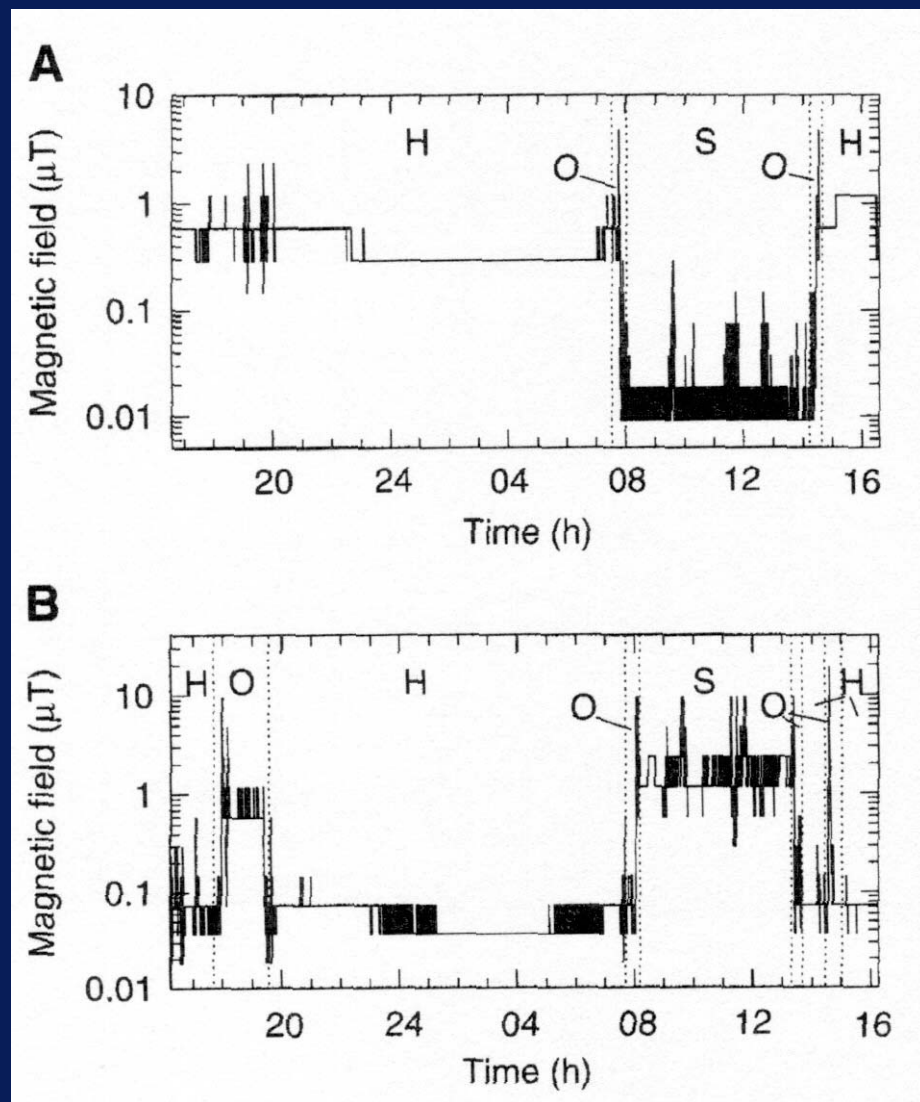 A
10
1
0.1
0.01
Magnetic field (μT)
H
O
S
O
H
20
24
04
08
12
16
Time (h)
B
10
1
0.1
0.01
Magnetic field (μT)
H
O
H
O
S
O
H
20
24
04
08
12
16
Time (h)